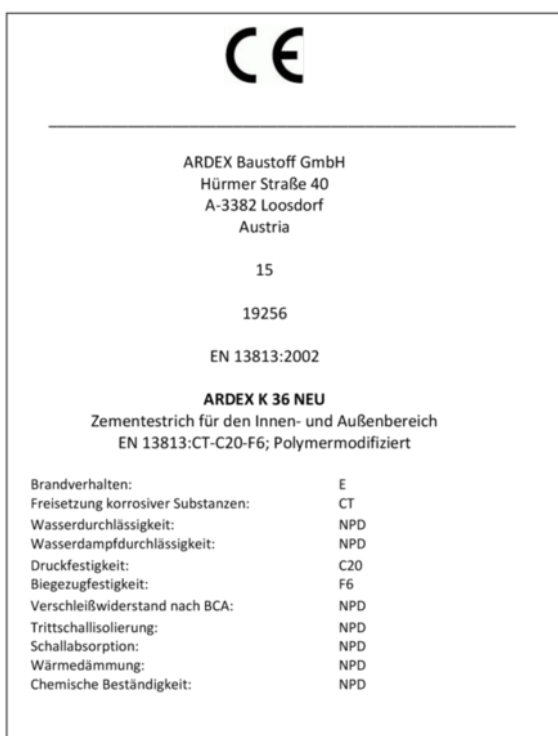 CE
ARDEX Baustoff GmbH
Hürmer Straße 40
A-3382 Loosdorf
Austria
15
19256
EN 13813:2002
ARDEX K 36 NEU
Zementestrich für den Innen- und Außenbereich
EN 13813:CT-C20-F6; Polymermodifiziert
Brandverhalten: E
Freisetzung korrosiver Substanzen: CT
Wasserdurchlässigkeit: NPD
Wasserdampfdurchlässigkeit: NPD
Druckfestigkeit: C20
Biegezugfestigkeit: F6
Verschleißwiderstand nach BCA: NPD
Trittschallisolierung: NPD
Schallabsorption: NPD
Wärmedämmung: NPD
Chemische Beständigkeit: NPD